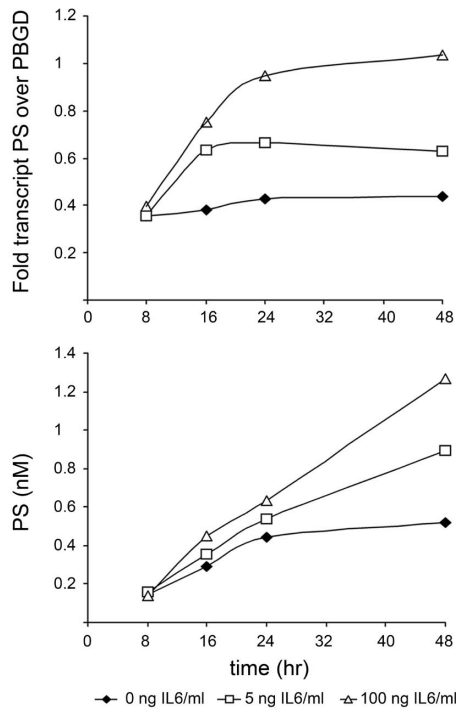 Fold transcript PS over PBGD
1.2
1
0.8
0.6
0.4
0.2
0 8 16 24 32 40 48
PS (nM)
1.4
1.2
1
0.8
0.6
0.4
0.2
0 8 16 24 32 40 48
time (hr)
0 ng IL6/ml 5 ng IL6/ml 100 ng IL6/ml